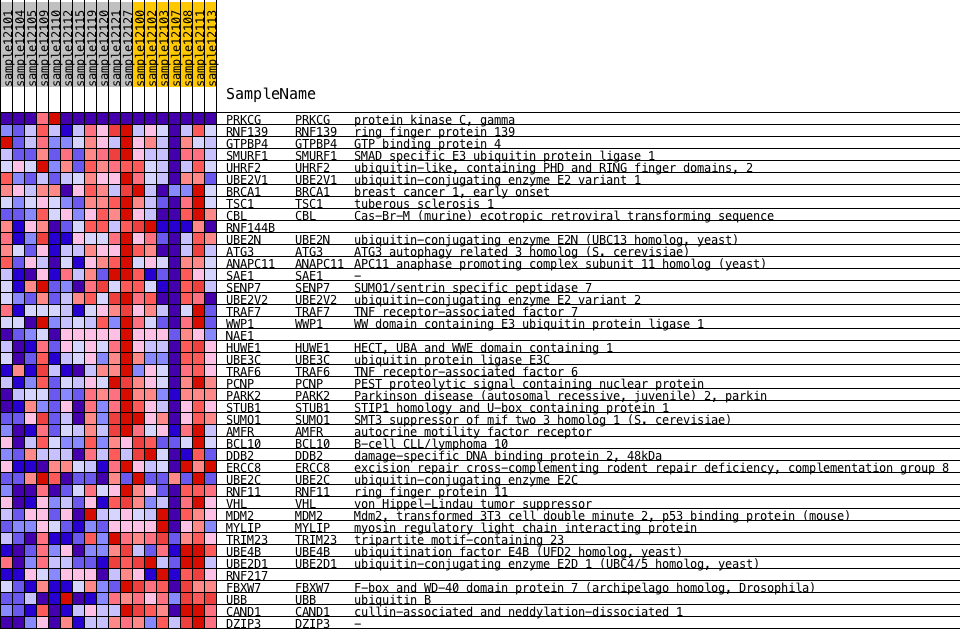 sample12101
sample12104
sample12105
sample12109
sample12110
sample12112
sample12115
sample12119
sample12120
sample12121
sample12127
sample12100
sample12102
sample12103
sample12107
sample12108
sample12111
sample12113
SampleName
PRKCG PRKCG protein kinase C, gamma
RNF139 RNF139 ring finger protein 139
GTPBP4 GTPBP4 GTP binding protein 4
SMURF1 SMURF1 SMAD specific E3 ubiquitin protein ligase 1
UHRF2 UHRF2 ubiquitin-like, containing PHD and RING finger domains, 2
UBE2V1 UBE2V1 ubiquitin-conjugating enzyme E2 variant 1
BRCA1 BRCA1 breast cancer 1, early onset
TSC1 TSC1 tuberous sclerosis 1
CBL CBL Cas-Br-M (murine) ecotropic retroviral transforming sequence
RNF144B
UBE2N UBE2N ubiquitin-conjugating enzyme E2N (UBC13 homolog, yeast)
ATG3 ATG3 ATG3 autophagy related 3 homolog (S. cerevisiae)
ANAPC11 ANAPC11 APC11 anaphase promoting complex subunit 11 homolog (yeast)
SAE1 SAE1 -
SENP7 SENP7 SUMO1/sentrin specific peptidase 7
UBE2V2 UBE2V2 ubiquitin-conjugating enzyme E2 variant 2
TRAF7 TRAF7 TNF receptor-associated factor 7
WWP1 WWP1 WW domain containing E3 ubiquitin protein ligase 1
NAE1
HUWE1 HUWE1 HECT, UBA and WWE domain containing 1
UBE3C UBE3C ubiquitin protein ligase E3C
TRAF6 TRAF6 TNF receptor-associated factor 6
PCNP PCNP PEST proteolytic signal containing nuclear protein
PARK2 PARK2 Parkinson disease (autosomal recessive, juvenile) 2, parkin
STUB1 STUB1 STIP1 homology and U-box containing protein 1
SUMO1 SUMO1 SMT3 suppressor of mif two 3 homolog 1 (S. cerevisiae)
AMFR AMFR autocrine motility factor receptor
BCL10 BCL10 B-cell CLL/lymphoma 10
DDB2 DDB2 damage-specific DNA binding protein 2, 48kDa
ERCC8 ERCC8 excision repair cross-complementing rodent repair deficiency, complementation group 8
UBE2C UBE2C ubiquitin-conjugating enzyme E2C
RNF11 RNF11 ring finger protein 11
VHL VHL von Hippel-Lindau tumor suppressor
MDM2 MDM2 Mdm2, transformed 3T3 cell double minute 2, p53 binding protein (mouse)
MYLIP MYLIP myosin regulatory light chain interacting protein
TRIM23 TRIM23 tripartite motif-containing 23
UBE4B UBE4B ubiquitination factor E4B (UFD2 homolog, yeast)
UBE2D1 UBE2D1 ubiquitin-conjugating enzyme E2D 1 (UBC4/5 homolog, yeast)
RNF217
FBXW7 FBXW7 F-box and WD-40 domain protein 7 (archipelago homolog, Drosophila)
UBB UBB ubiquitin B
CAND1 CAND1 cullin-associated and neddylation-dissociated 1
DZIP3 DZIP3 -